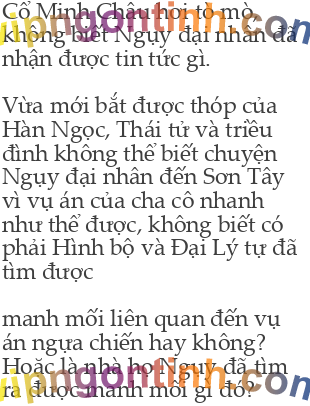 Cố Minh Châu hơi tò mò,
không biết Ngụy đại nhân đã
nhận được tin tức gì.
Vừa mới bắt được thóp của
Hàn Ngọc, Thái tử và triều
đình không thể biết chuyện
Ngụy đại nhân đến Sơn Tây
vì vụ án của cha cô nhanh
như thể được, không biết có
phải Hình bộ và Đại Lý tự đã
tìm được
manh mối liên quan đến vụ
án ngựa chiến hay không?
Hoặc là nhà họ Ngụy đã tìm
ra được manh mối gì đó?
vipngontinh.com
vipngontinh.com